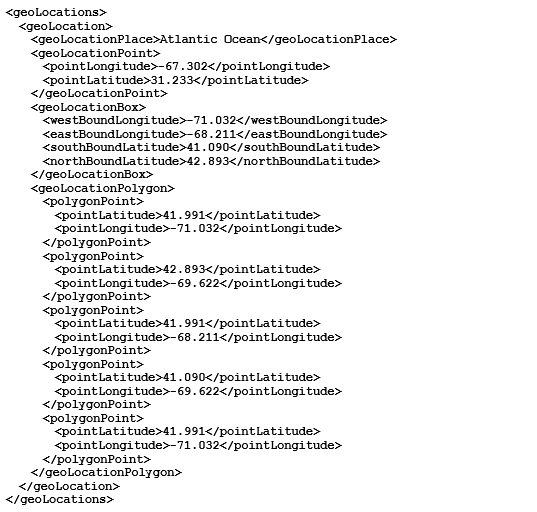 <geoLocations>
<geoLocation>
<geoLocationPlace>Atlantic Ocean</geoLocationPlace>
<geoLocationPoint>
<pointLongitude>-67.302</pointLongitude>
<pointLatitude>31.233</pointLatitude>
</geoLocationPoint>
<geoLocationBox>
<westBoundLongitude>-71.032</westBoundLongitude>
<eastBoundLongitude>-68.211</eastBoundLongitude>
<southBoundLatitude>41.090</southBoundLatitude>
<northBoundLatitude>42.893</northBoundLatitude>
</geoLocationBox>
<geoLocationPolygon>
<polygonPoint>
<pointLatitude>41.991</pointLatitude>
<pointLongitude>-71.032</pointLongitude>
</polygonPoint>
<polygonPoint>
<pointLatitude>42.893</pointLatitude>
<pointLongitude>-69.622</pointLongitude>
</polygonPoint>
<polygonPoint>
<pointLatitude>41.991</pointLatitude>
<pointLongitude>-68.211</pointLongitude>
</polygonPoint>
<polygonPoint>
<pointLatitude>41.090</pointLatitude>
<pointLongitude>-69.622</pointLongitude>
</polygonPoint>
<polygonPoint>
<pointLatitude>41.991</pointLatitude>
<pointLongitude>-71.032</pointLongitude>
</polygonPoint>
</geoLocationPolygon>
</geoLocation>
</geoLocations>